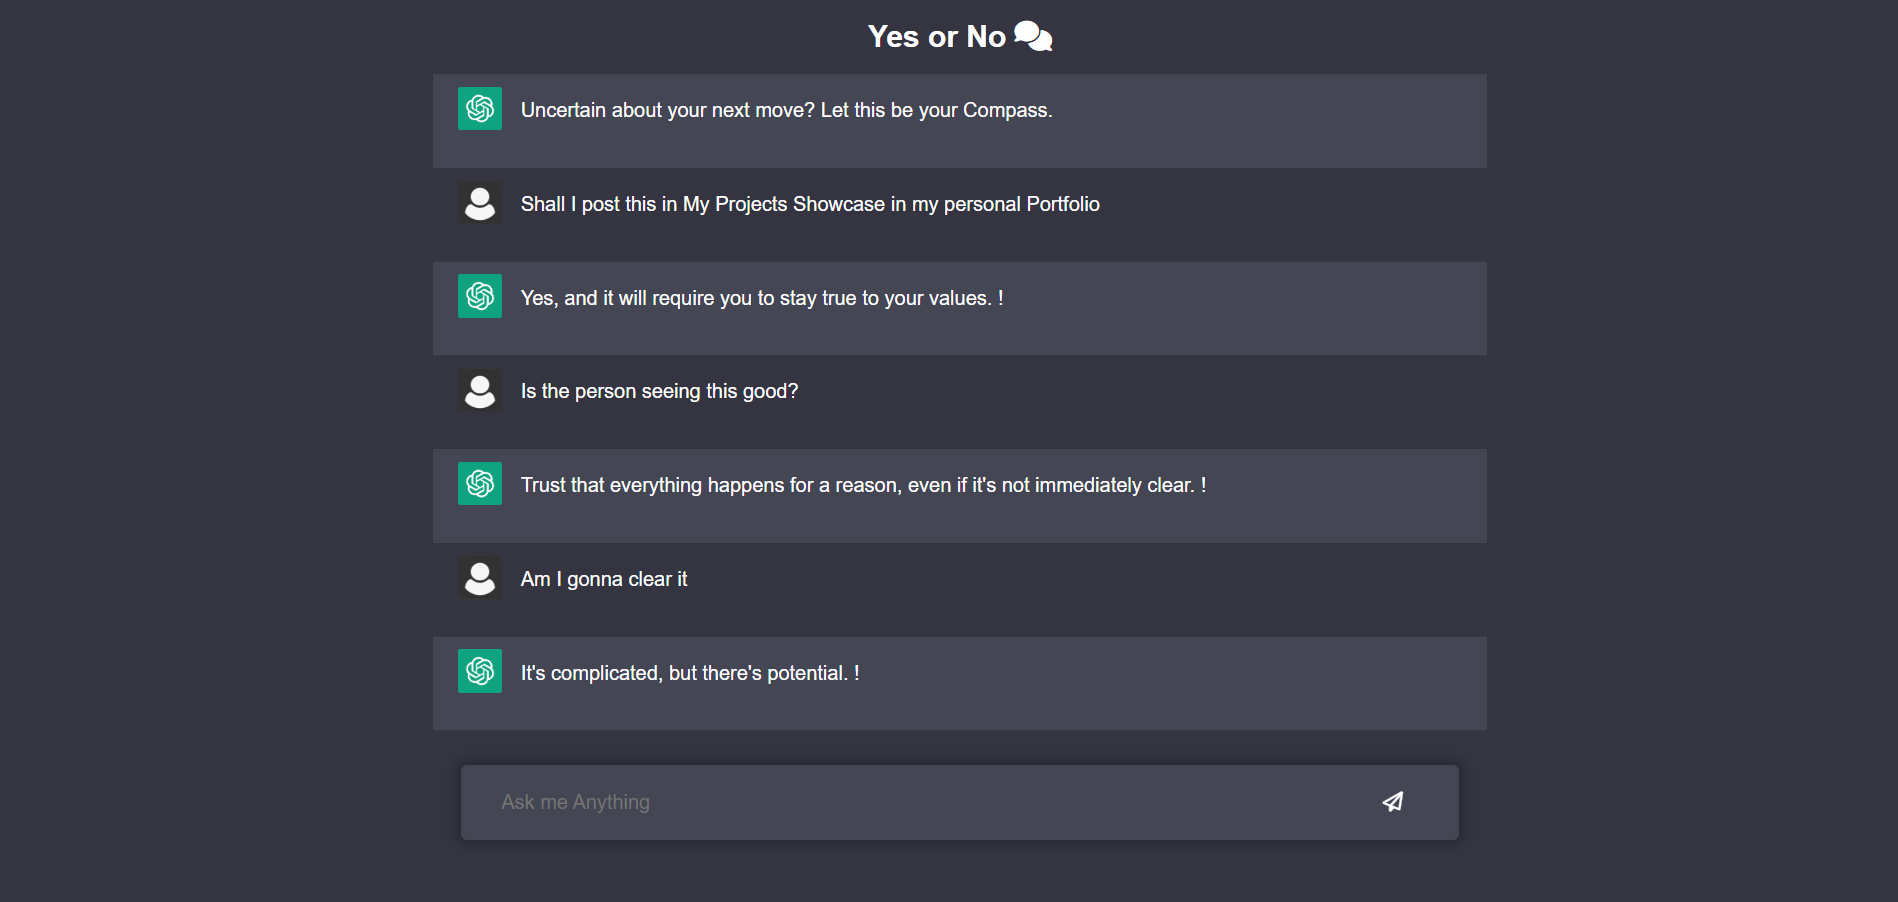 Yes or No
Uncertain about your next move? Let this be your Compass.
Shall I post this in My Projects Showcase in my personal Portfolio
Yes, and it will require you to stay true to your values. !
Is the person seeing this good?
Trust that everything happens for a reason, even if it's not immediately clear. !
Am I gonna clear it
It's complicated, but there's potential. !
Ask me Anything